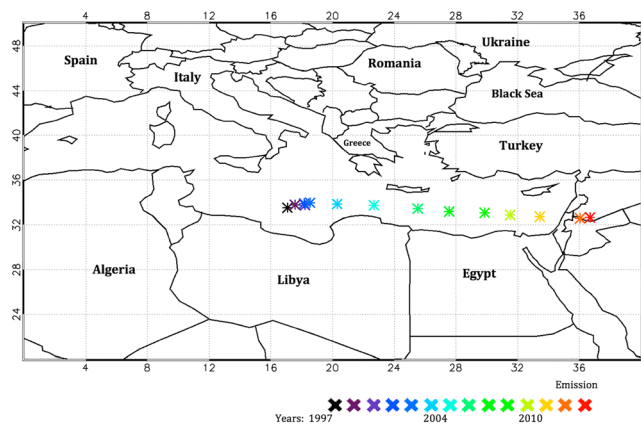 Spain
Italy
Romania
Ukraine
Black Sea
Greece
Turkey
Algeria
Libya
Egypt
4 8 12 16 20 24 28 32 36
48
44
40
36
32
28
24
4 8 12 16 20 24 28 32 36
Emission
Years: 1997 2004 2010